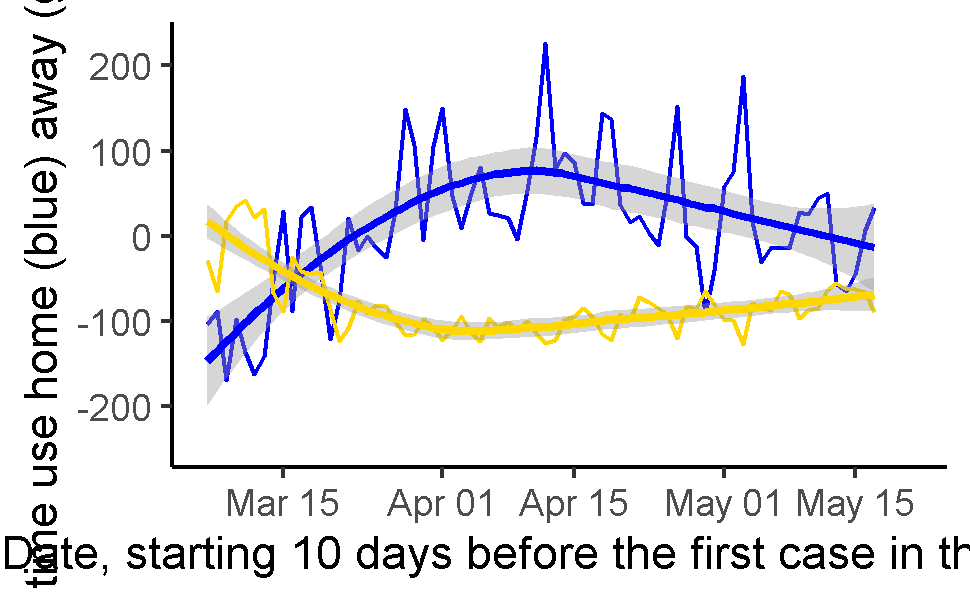 time use home (blue) away (
200
100
0
-100
-200
Mar 15 Apr 01 Apr 15 May 01 May 15
Date, starting 10 days before the first case in th